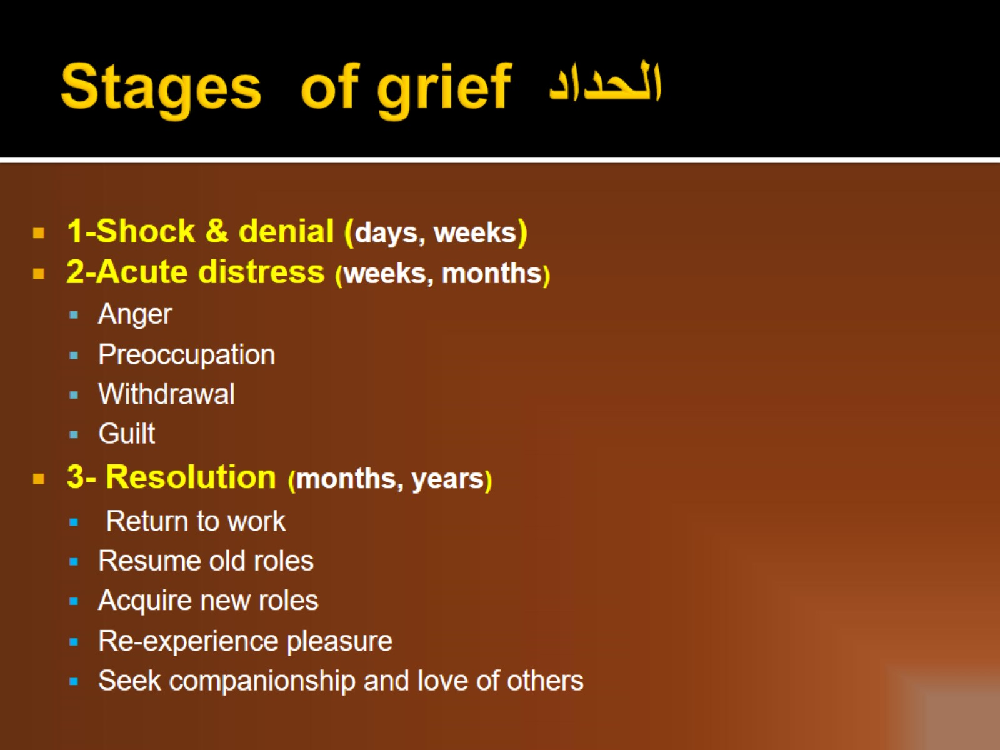 Stages of grief الحداد
1-Shock & denial (days, weeks)
2-Acute distress (weeks, months)
Anger
Preoccupation
Withdrawal
Guilt
3- Resolution (months, years)
Return to work
Resume old roles
Acquire new roles
Re-experience pleasure
Seek companionship and love of others